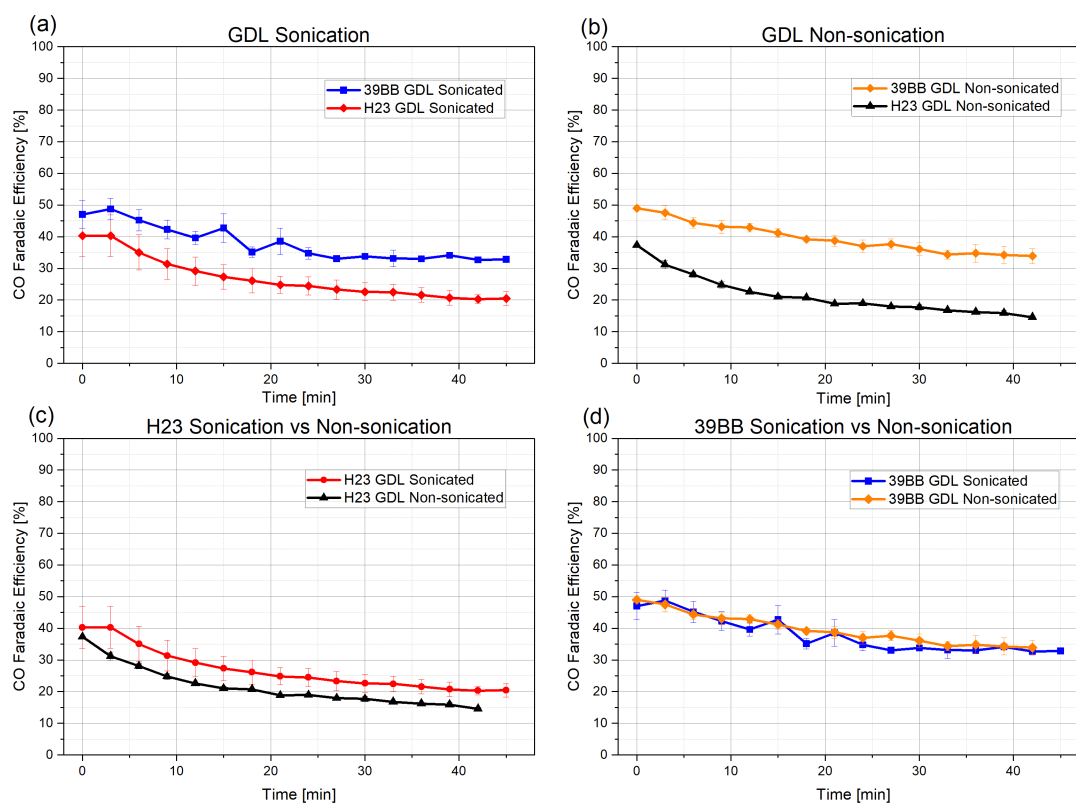 (a)
GDL Sonication
39BB GDL Sonicated
H23 GDL Sonicated
CO Faradaic Efficiency [%]
100
90
80
70
60
50
40
30
20
10
0
0 10 20 30 40
Time [min]
(b)
GDL Non-sonication
39BB GDL Non-sonicated
H23 GDL Non-sonicated
CO Faradaic Efficiency [%]
100
90
80
70
60
50
40
30
20
10
0
0 10 20 30 40
Time [min]
(c)
H23 Sonication vs Non-sonication
H23 GDL Sonicated
H23 GDL Non-sonicated
CO Faradaic Efficiency [%]
100
90
80
70
60
50
40
30
20
10
0
0 10 20 30 40
Time [min]
(d)
39BB Sonication vs Non-sonication
39BB GDL Sonicated
39BB GDL Non-sonicated
CO Faradaic Efficiency [%]
100
90
80
70
60
50
40
30
20
10
0
0 10 20 30 40
Time [min]